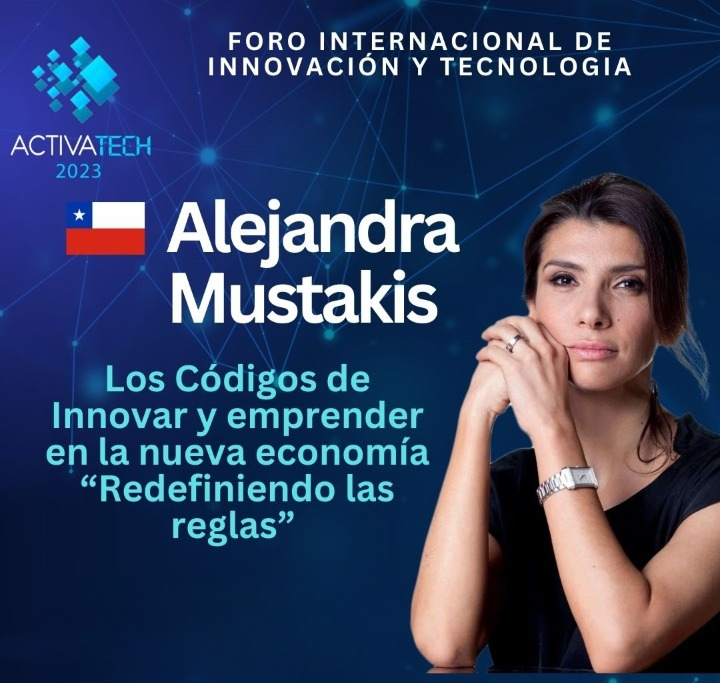 FORO INTERNACIONAL DE
INNOVACIÓN Y TECNOLOGIA
ACTIVATECH
2023
Alejandra
Mustakis
Los Códigos de
Innovar y emprender
en la nueva economía
“Redefiniendo las
reglas”